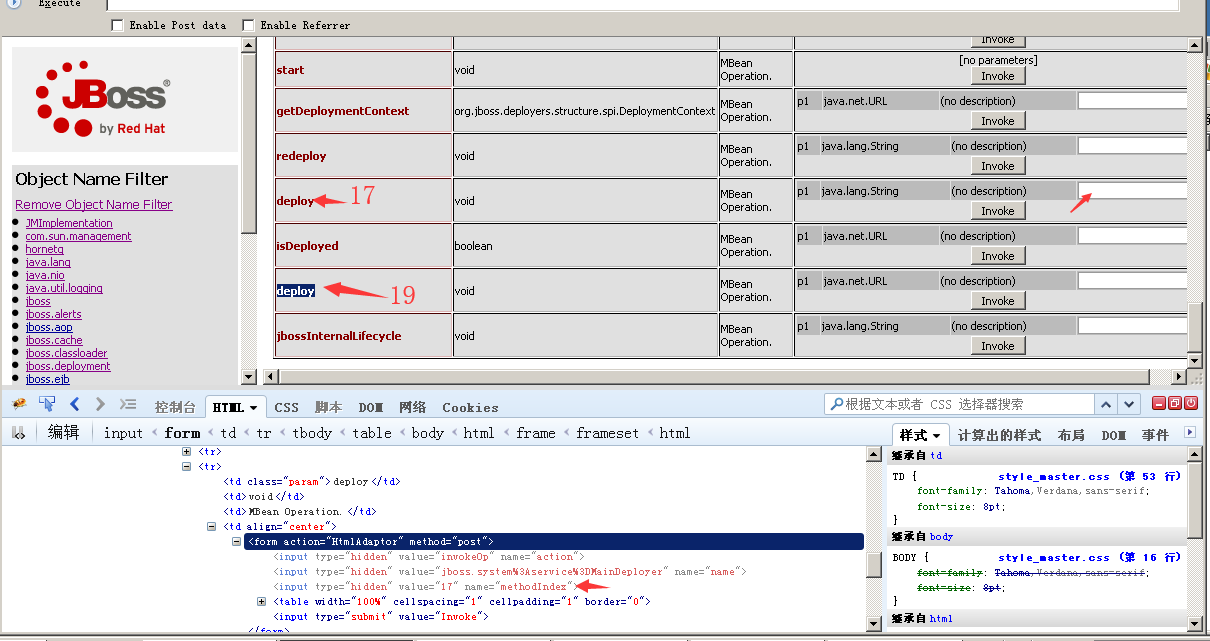 Execute
Enable Post data Enable Referrer
JBoss®
by Red Hat
Object Name Filter
Remove Object Name Filter
JMImplementation
com.sun.management
hornetq
java.lang
java.nio
java.util.logging
jboss
jboss.alerts
jboss.aop
jboss.cache
jboss.classloader
jboss.deployment
jboss.ejb
Invoke
start void MBean Operation. [no parameters]
Invoke
getDeploymentContext org.jboss.deployers.structure.spi.DeploymentContext MBean Operation. p1 java.net.URL (no description)
Invoke
redeploy void MBean Operation. p1 java.lang.String (no description)
Invoke
deploy 17 void MBean Operation. p1 java.lang.String (no description)
Invoke
isDeployed boolean MBean Operation. p1 java.net.URL (no description)
Invoke
deploy 19 void MBean Operation. p1 java.net.URL (no description)
Invoke
jbossInternalLifecycle void MBean Operation. p1 java.lang.String (no description)
Invoke
控制台 HTML CSS 脚本 DOM 网络 Cookies 根据文本或者 CSS 选择器搜索
编辑 input < form < td < tr < tbody < table < body < html < frame < frameset < html
<tr>
<tr>
<td class="param">deploy</td>
<td>void</td>
<td>MBean Operation.</td>
<td align="center">
<form action="HtmlAdaptor" method="post">
<input type="hidden" value="invokeOp" name="action">
<input type="hidden" value="jboss.system%3Aservice%3DMainDeployer" name="name">
<input type="hidden" value="17" name="methodIndex">
<table width="100%" cellspacing="1" cellpadding="1" border="0">
<input type="submit" value="Invoke">
</form>
样式 计算出的样式 布局 DOM 事件
继承自 td
TD { style_master.css (第 53 行)
font-family: Tahoma,Verdana,sans-serif;
font-size: 8pt;
}
继承自 body
BODY { style_master.css (第 16 行)
font-family: Tahoma,Verdana,sans-serif;
font-size: 8pt;
}
继承自 html